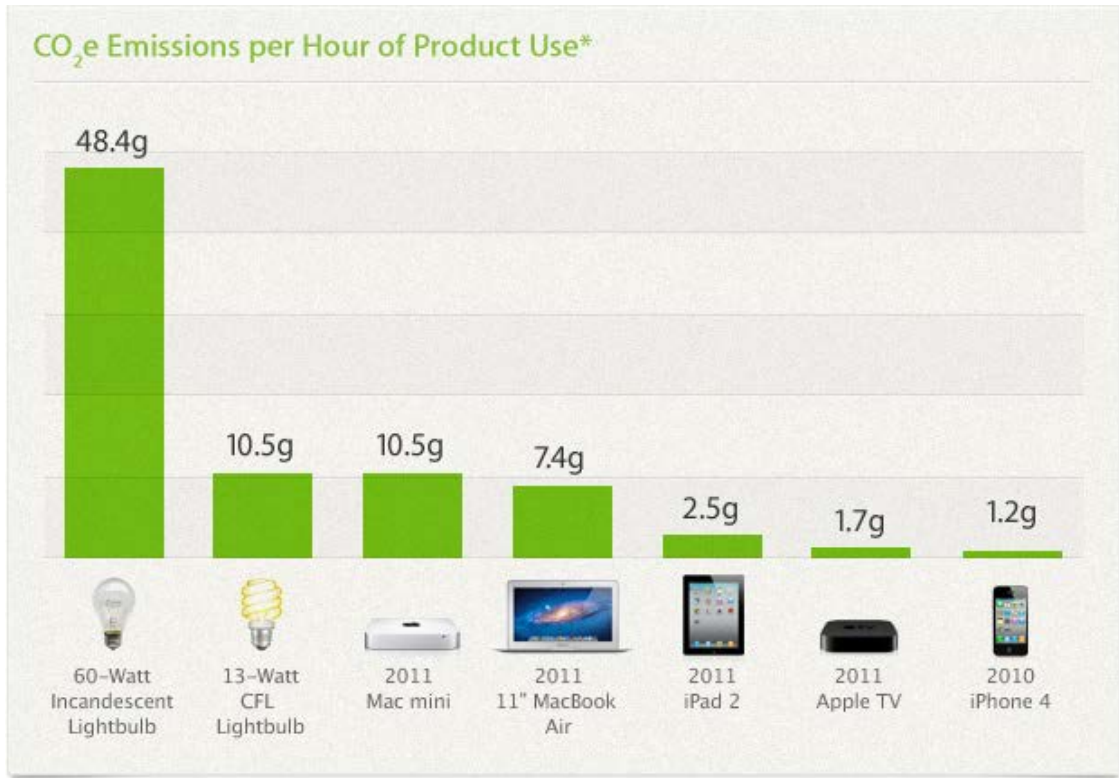 CO₂e Emissions per Hour of Product Use*
48.4g
10.5g
10.5g
7.4g
2.5g
1.7g
1.2g
60-Watt
Incandescent
Lightbulb
13-Watt
CFL
Lightbulb
2011
Mac mini
2011
11" MacBook
Air
2011
iPad 2
2011
Apple TV
2010
iPhone 4